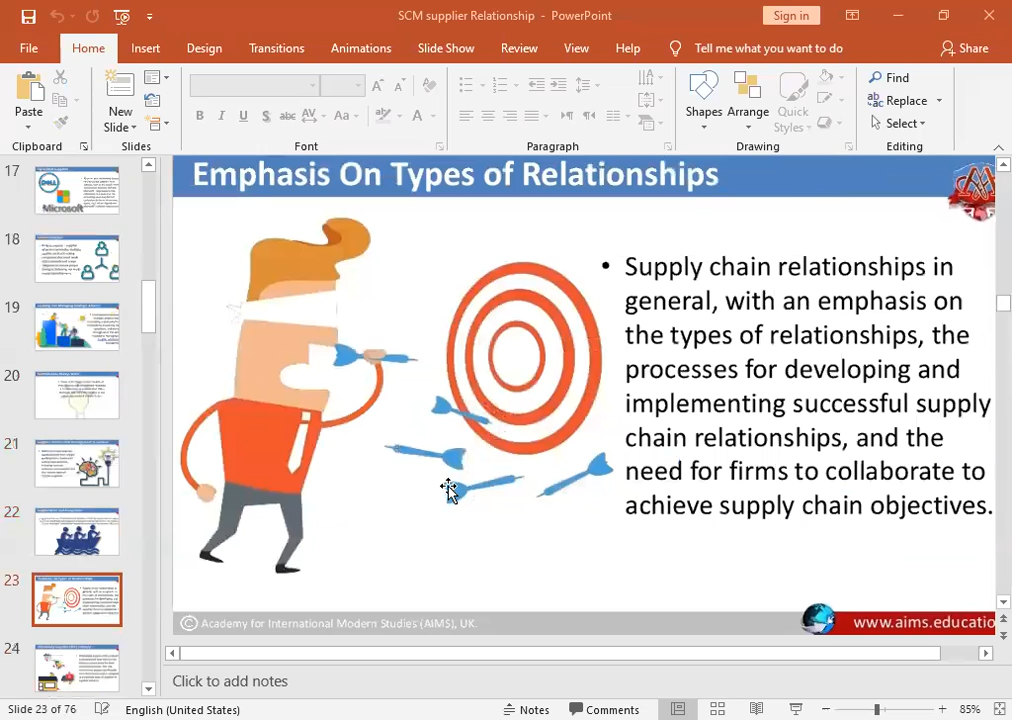 SCM supplier Relationship - PowerPoint
Sign in
File Home Insert Design Transitions Animations Slide Show Review View Help Tell me what you want to do Share
Paste
New
Slide
Aa
Shapes Arrange Quick
Styles
Find
Replace
Select
Clipboard Slides Font Paragraph Drawing Editing
17
DELL
Microsoft
18
19
20
21
22
23
24
Emphasis On Types of Relationships
• Supply chain relationships in
general, with an emphasis on
the types of relationships, the
processes for developing and
implementing successful supply
chain relationships, and the
need for firms to collaborate to
achieve supply chain objectives.
© Academy for International Modern Studies (AIMS), UK.
www.aims.educatio
Click to add notes
Slide 23 of 76 English (United States) Notes Comments 85%